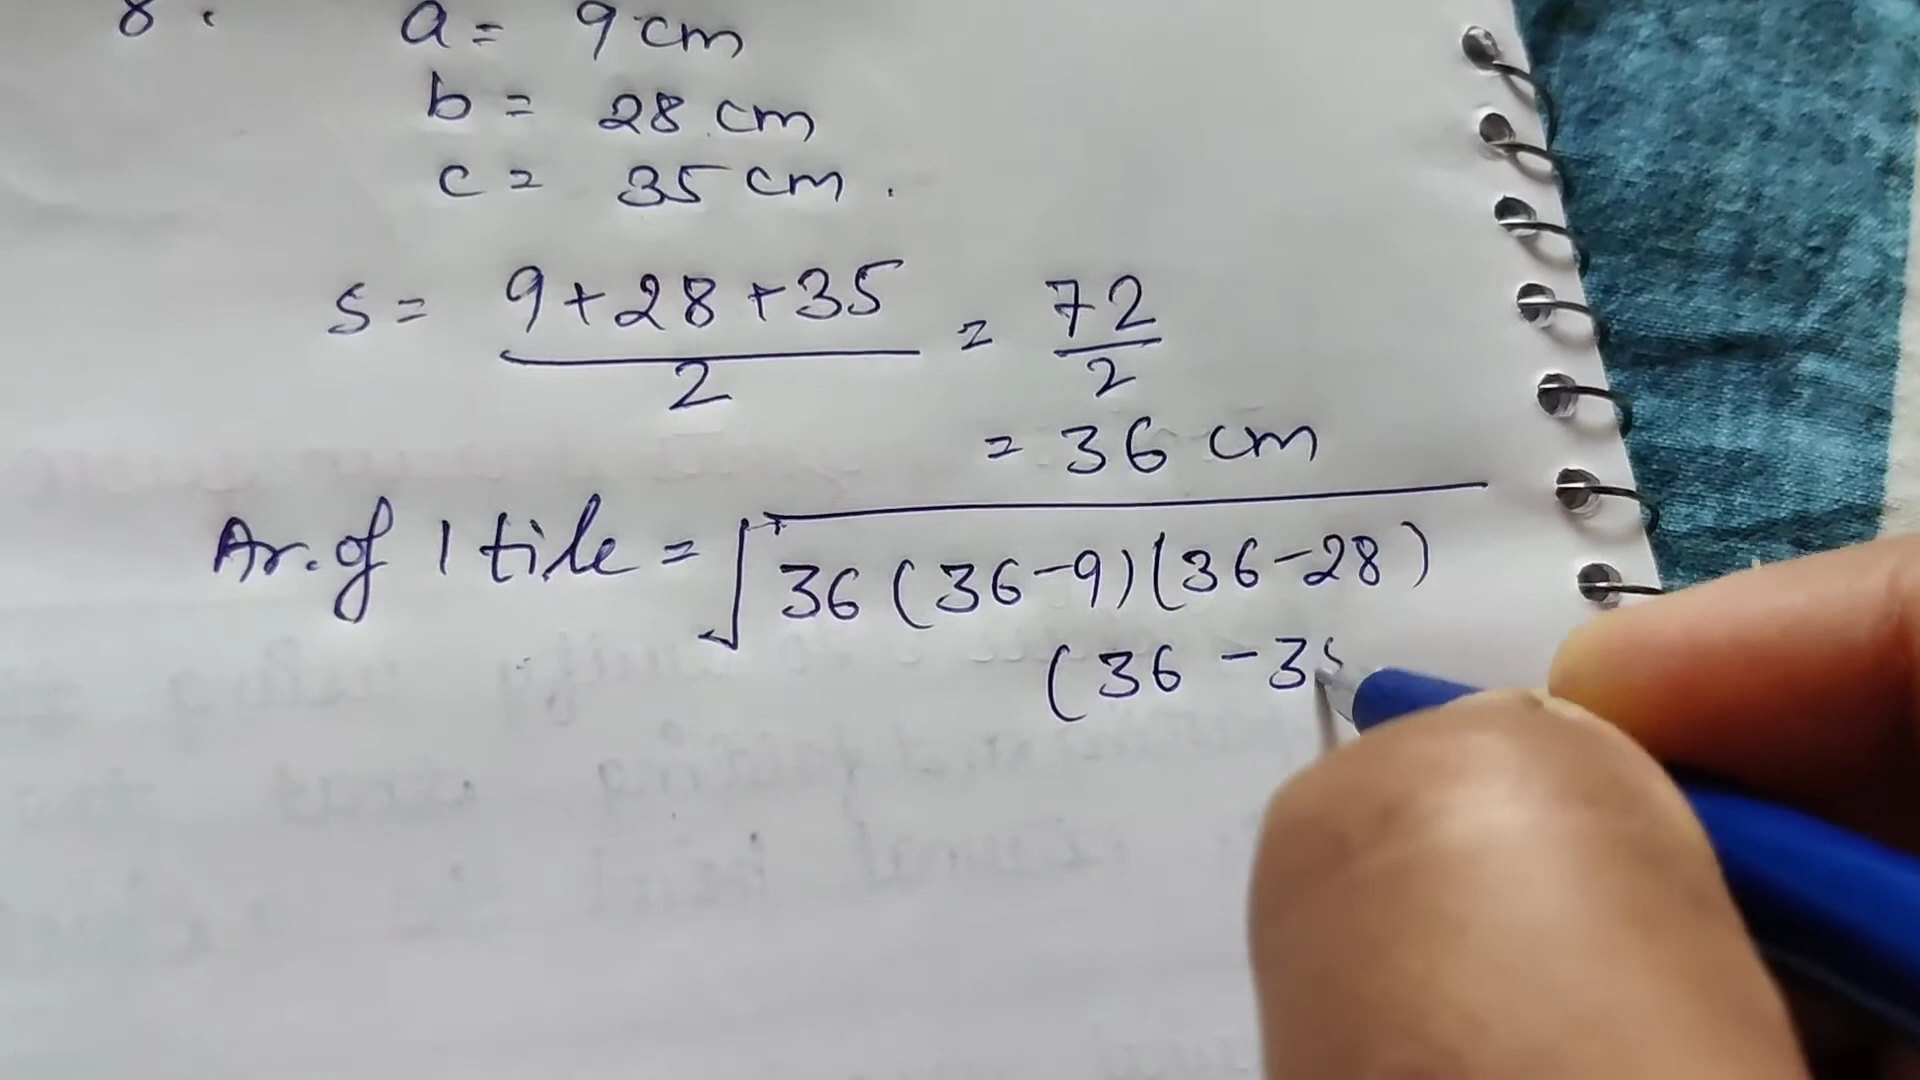 8.
a = 9 cm
b = 28 cm
c = 35 cm.
s = 9+28+35 / 2 = 72 / 2
= 36 cm
Ar. of 1 tile = √36(36-9)(36-28)
(36-3